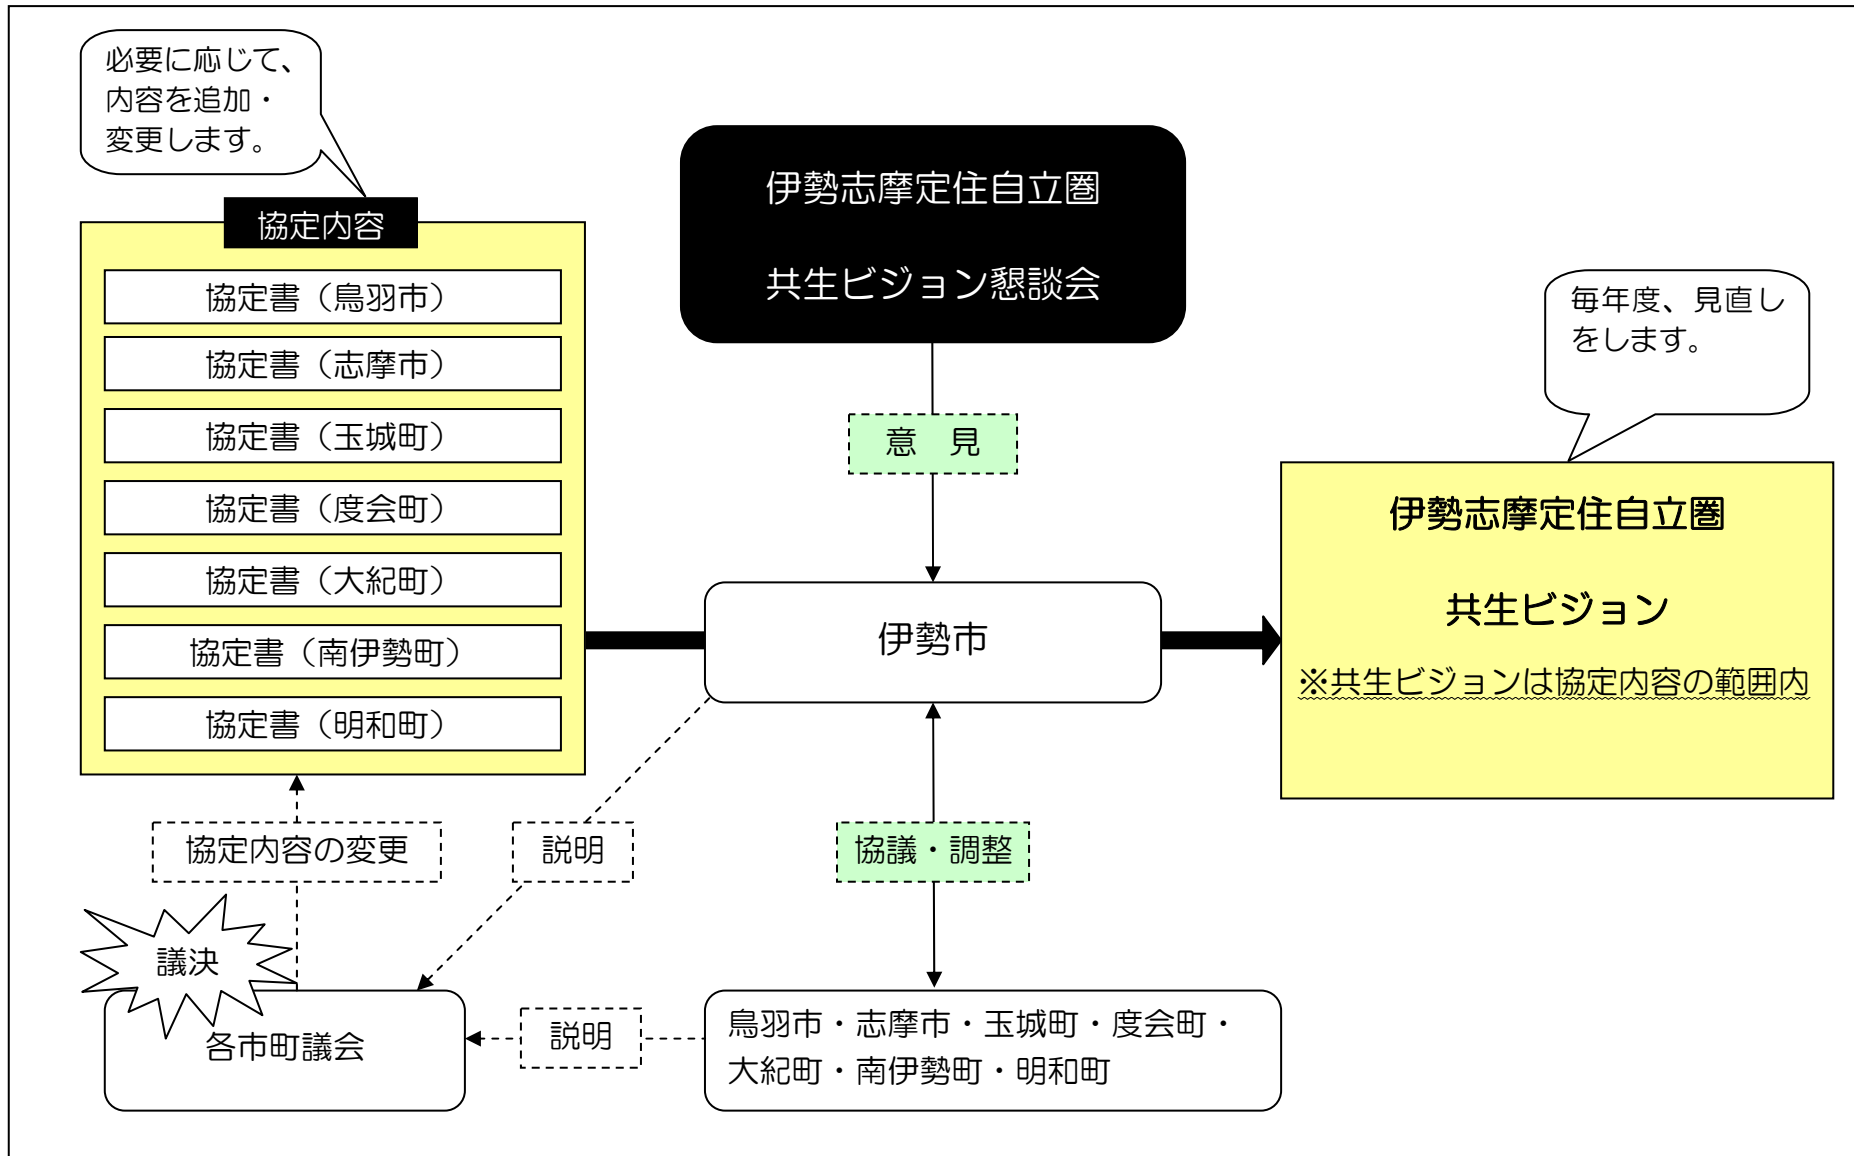 必要に応じて、
内容を追加・
変更します。
協定内容
協定書（鳥羽市）
協定書（志摩市）
協定書（玉城町）
協定書（度会町）
協定書（大紀町）
協定書（南伊勢町）
協定書（明和町）
伊勢志摩定住自立圏
共生ビジョン懇談会
意　見
伊勢市
毎年度、見直し
をします。
伊勢志摩定住自立圏
共生ビジョン
※共生ビジョンは協定内容の範囲内
協定内容の変更
説明
協議・調整
議決
各市町議会
説明
鳥羽市・志摩市・玉城町・度会町・
大紀町・南伊勢町・明和町